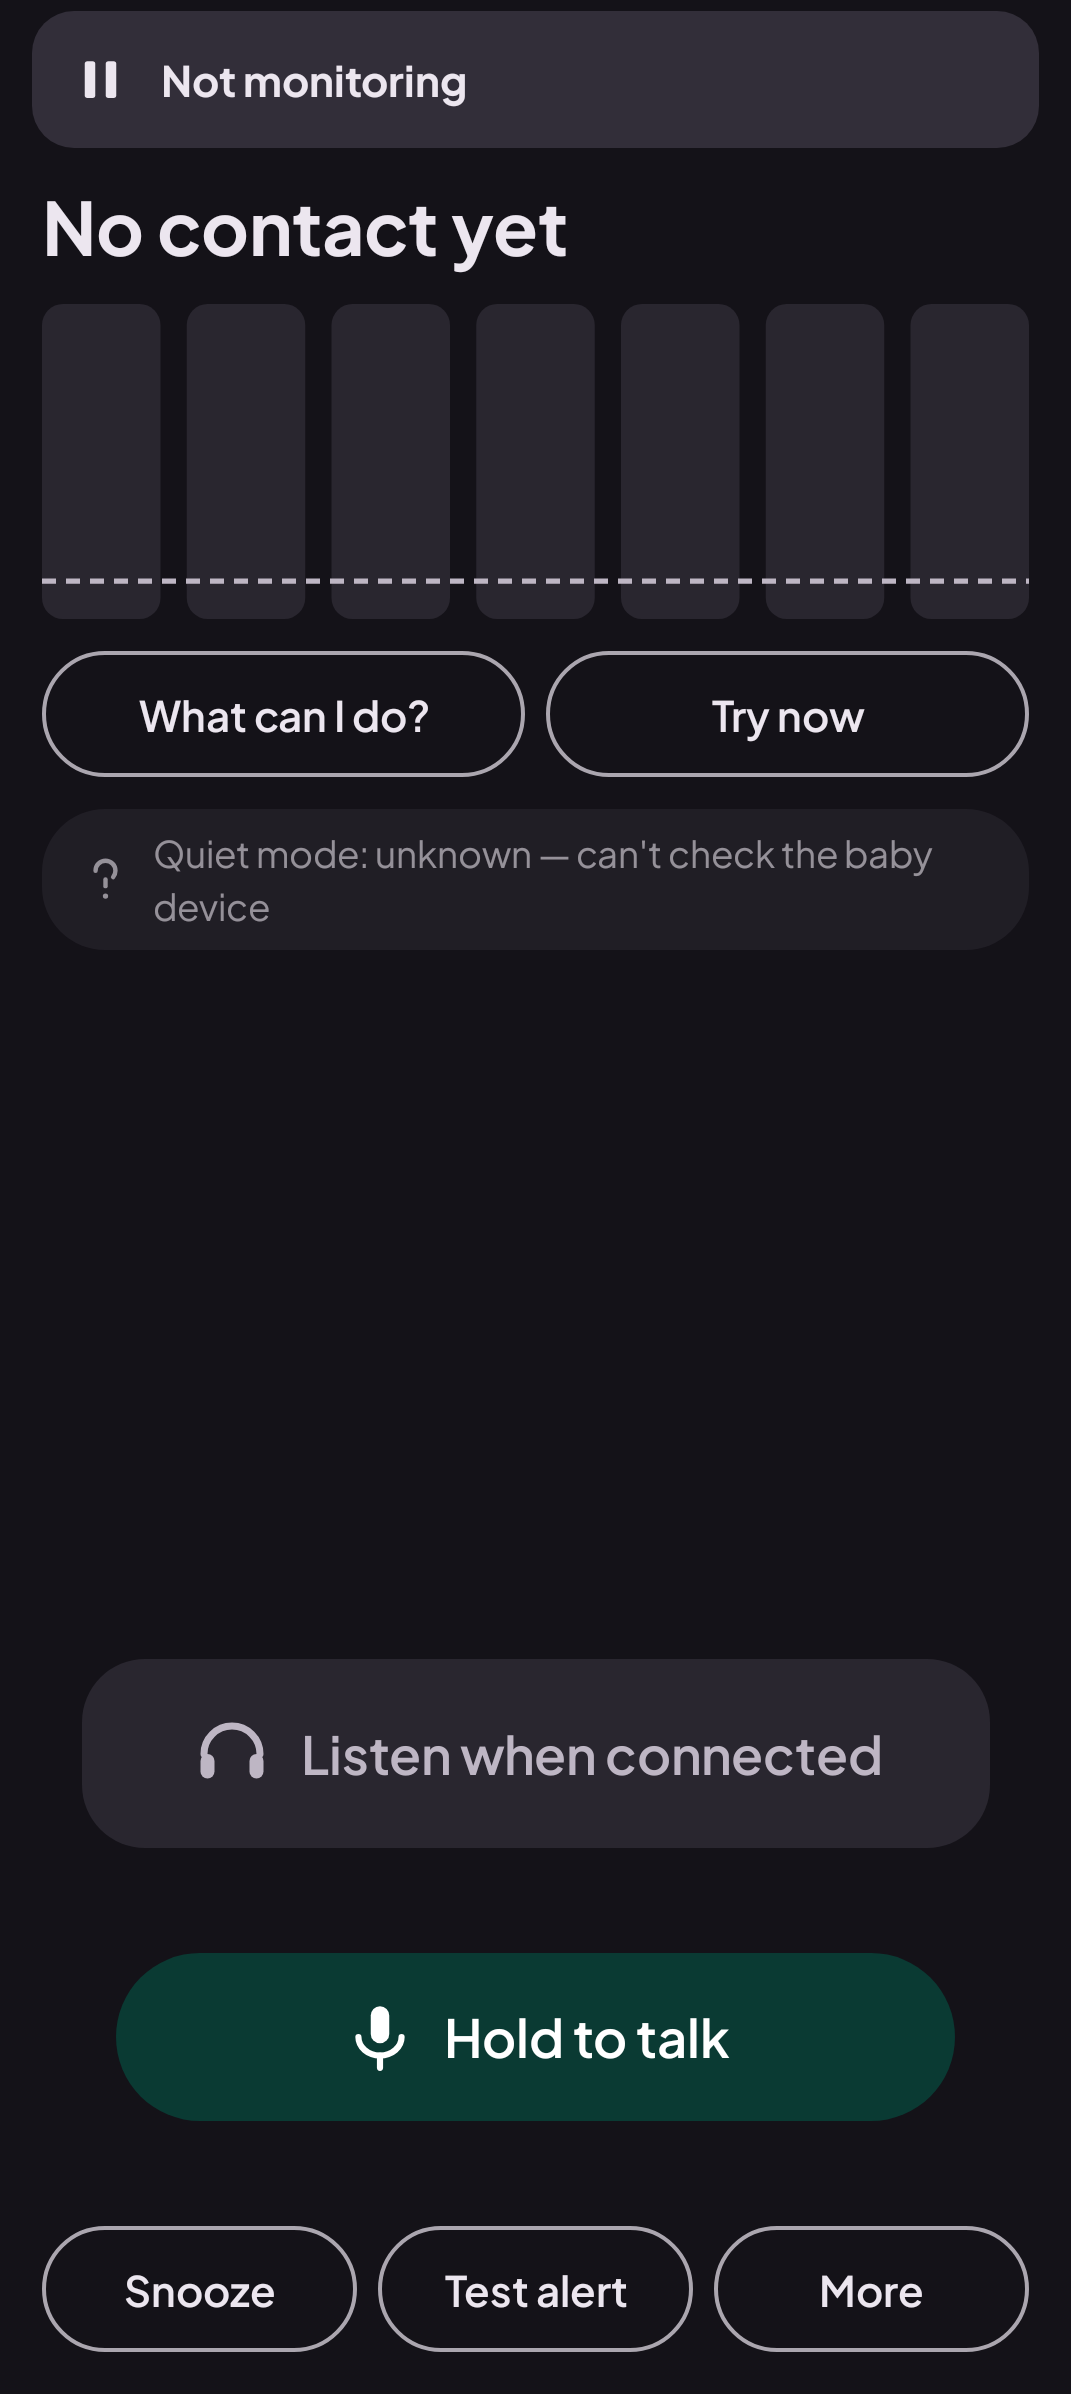 Not monitoring
No contact yet
What can I do?
Try now
Quiet mode: unknown — can't check the baby
device
Listen when connected
Hold to talk
Snooze
Test alert
More